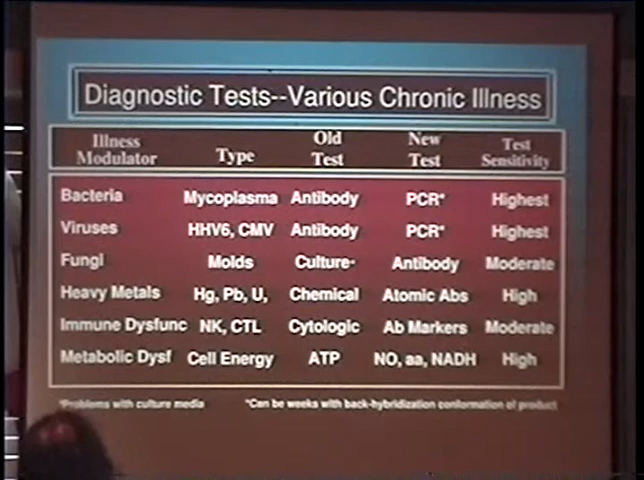 Diagnostic Tests--Various Chronic Illness
Illness Modulator Type Old Test New Test Test Sensitivity
Bacteria Mycoplasma Antibody PCR* Highest
Viruses HHV6, CMV Antibody PCR* Highest
Fungi Molds Culture* Antibody Moderate
Heavy Metals Hg, Pb, U, Chemical Atomic Abs High
Immune Dysfunc NK, CTL Cytologic Ab Markers Moderate
Metabolic Dysf Cell Energy ATP NO, aa, NADH High
*Problems with culture media *Can be weeks with back-hybridization conformation of product